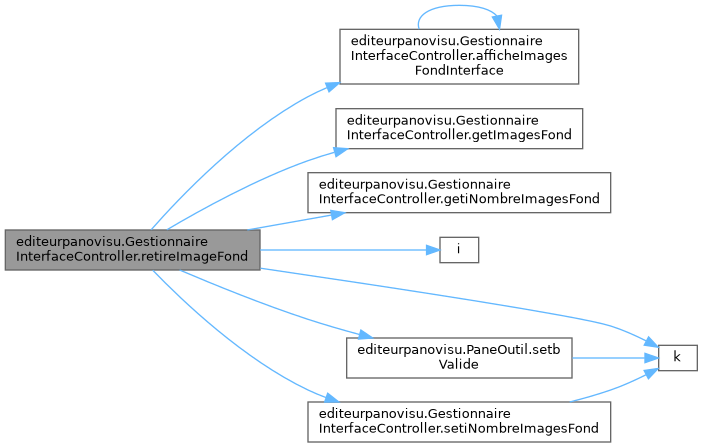 editeurpanovisu.Gestionnaire
InterfaceController.afficheImages
FondInterface
editeurpanovisu.Gestionnaire
InterfaceController.getImagesFond
editeurpanovisu.Gestionnaire
InterfaceController.getiNombreImagesFond
editeurpanovisu.Gestionnaire
InterfaceController.retireImageFond
i
editeurpanovisu.PaneOutil.setb
Valide
k
editeurpanovisu.Gestionnaire
InterfaceController.setiNombreImagesFond